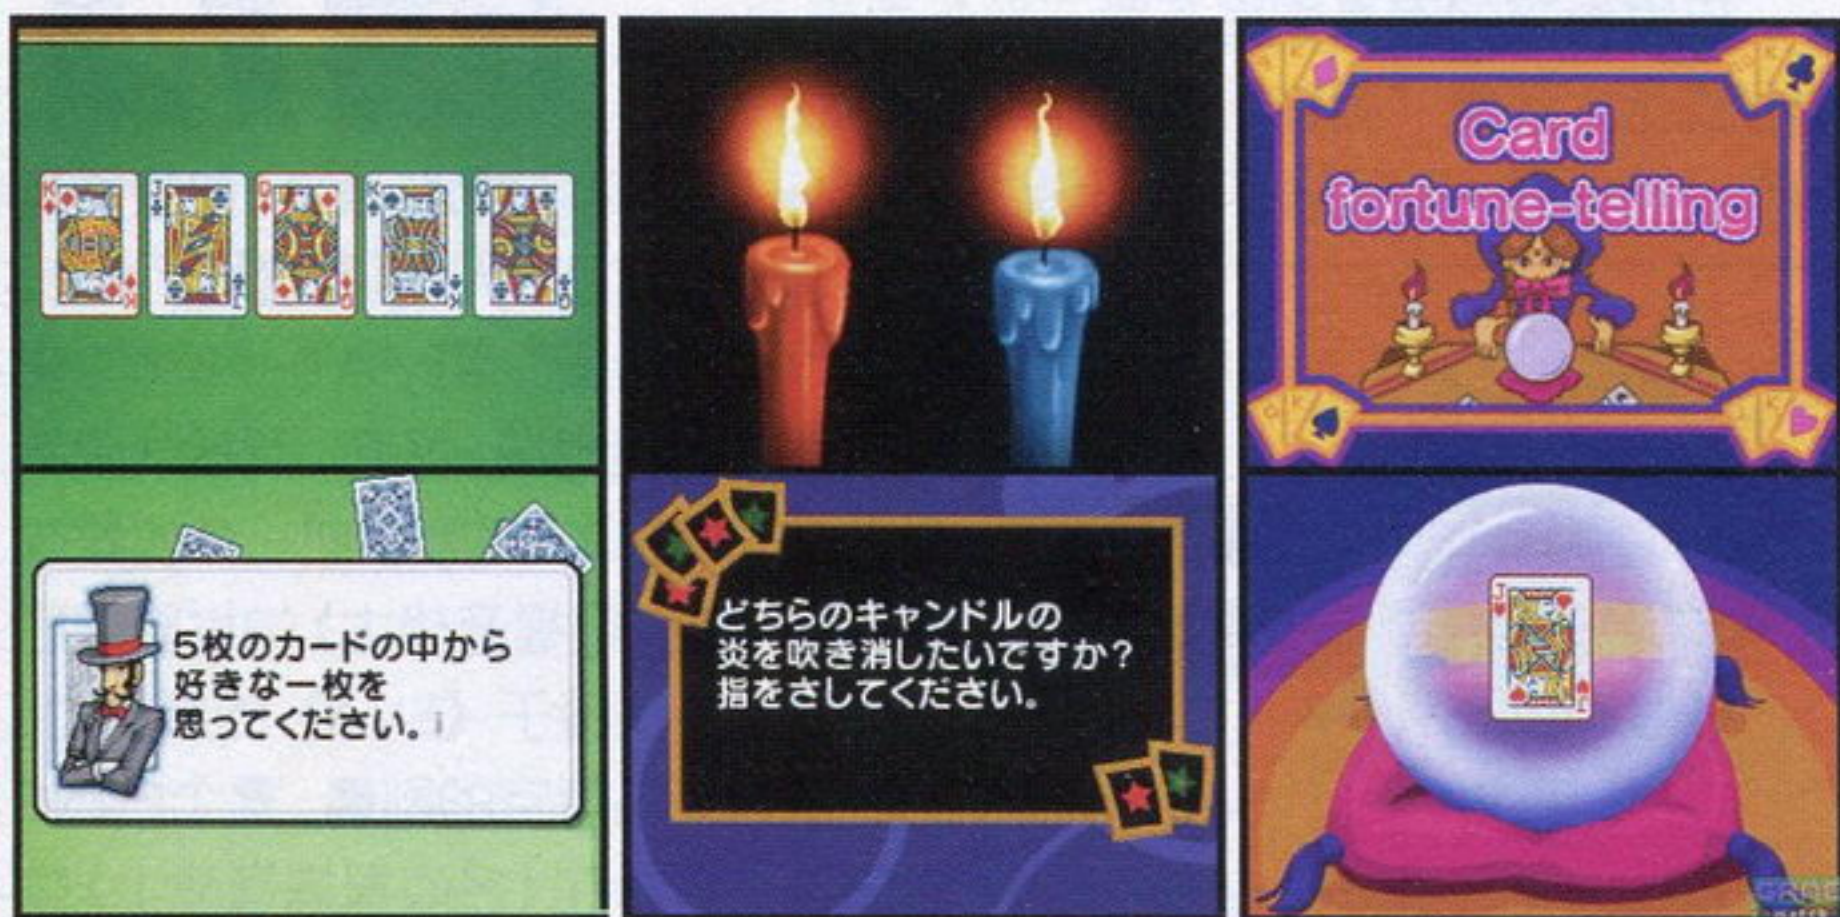 K
J
Q
K
Q
5枚のカードの中から
好きな一枚を
思ってください。
どちらのキャンドルの
炎を吹き消したいですか?
指をさしてください。
Card
fortune-telling
J